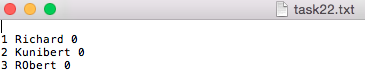 task22.txt
1 Richard 0
2 Kunibert 0
3 RObert 0